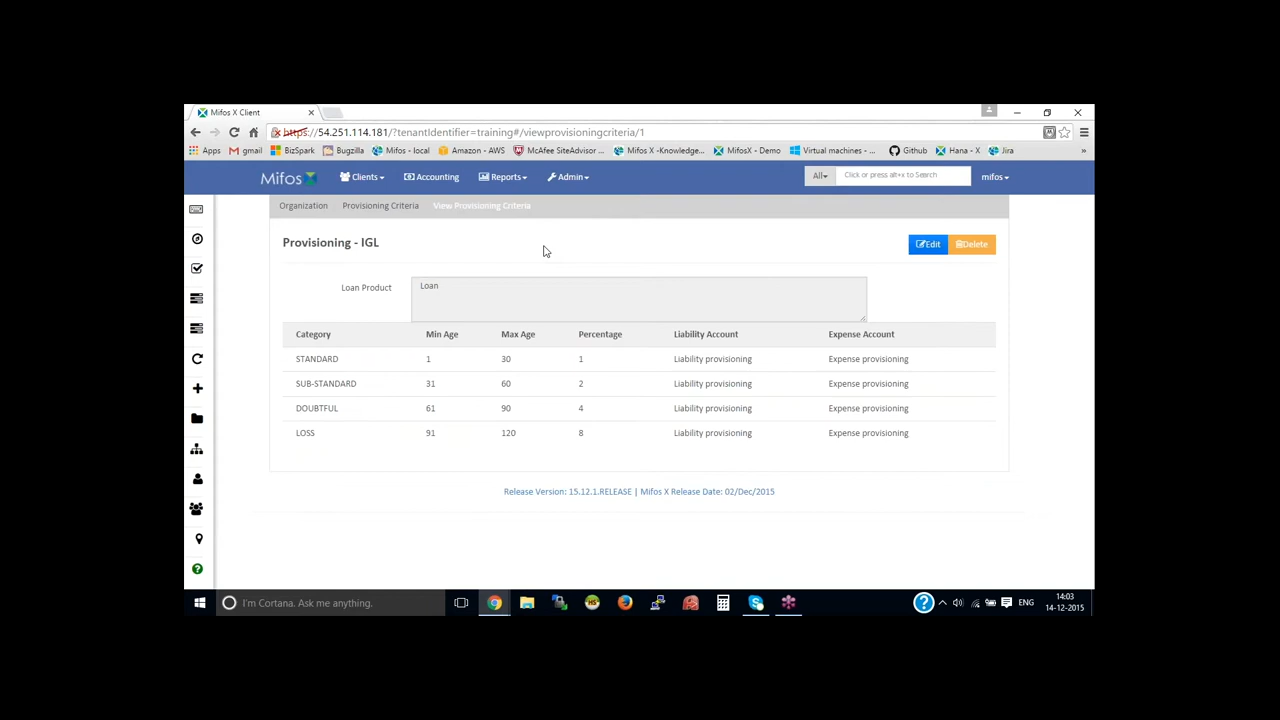 Mifos X Client
https://54.251.114.181/?tenantIdentifier=training#/viewprovisioningcriteria/1
Apps gmail BizSpark Bugzilla Mifos - local Amazon - AWS McAfee SiteAdvisor ... Mifos X -Knowledge... MifosX - Demo Virtual machines - ... Github Hana - X Jira »
Mifos Clients Accounting Reports Admin All Click or press alt+x to Search mifos
Organization Provisioning Criteria View Provisioning Criteria
Provisioning - IGL Edit Delete
Loan Product Loan
Category Min Age Max Age Percentage Liability Account Expense Account
STANDARD 1 30 1 Liability provisioning Expense provisioning
SUB-STANDARD 31 60 2 Liability provisioning Expense provisioning
DOUBTFUL 61 90 4 Liability provisioning Expense provisioning
LOSS 91 120 8 Liability provisioning Expense provisioning
Release Version: 15.12.1.RELEASE | Mifos X Release Date: 02/Dec/2015
I'm Cortana. Ask me anything. ENG 14:03
14-12-2015